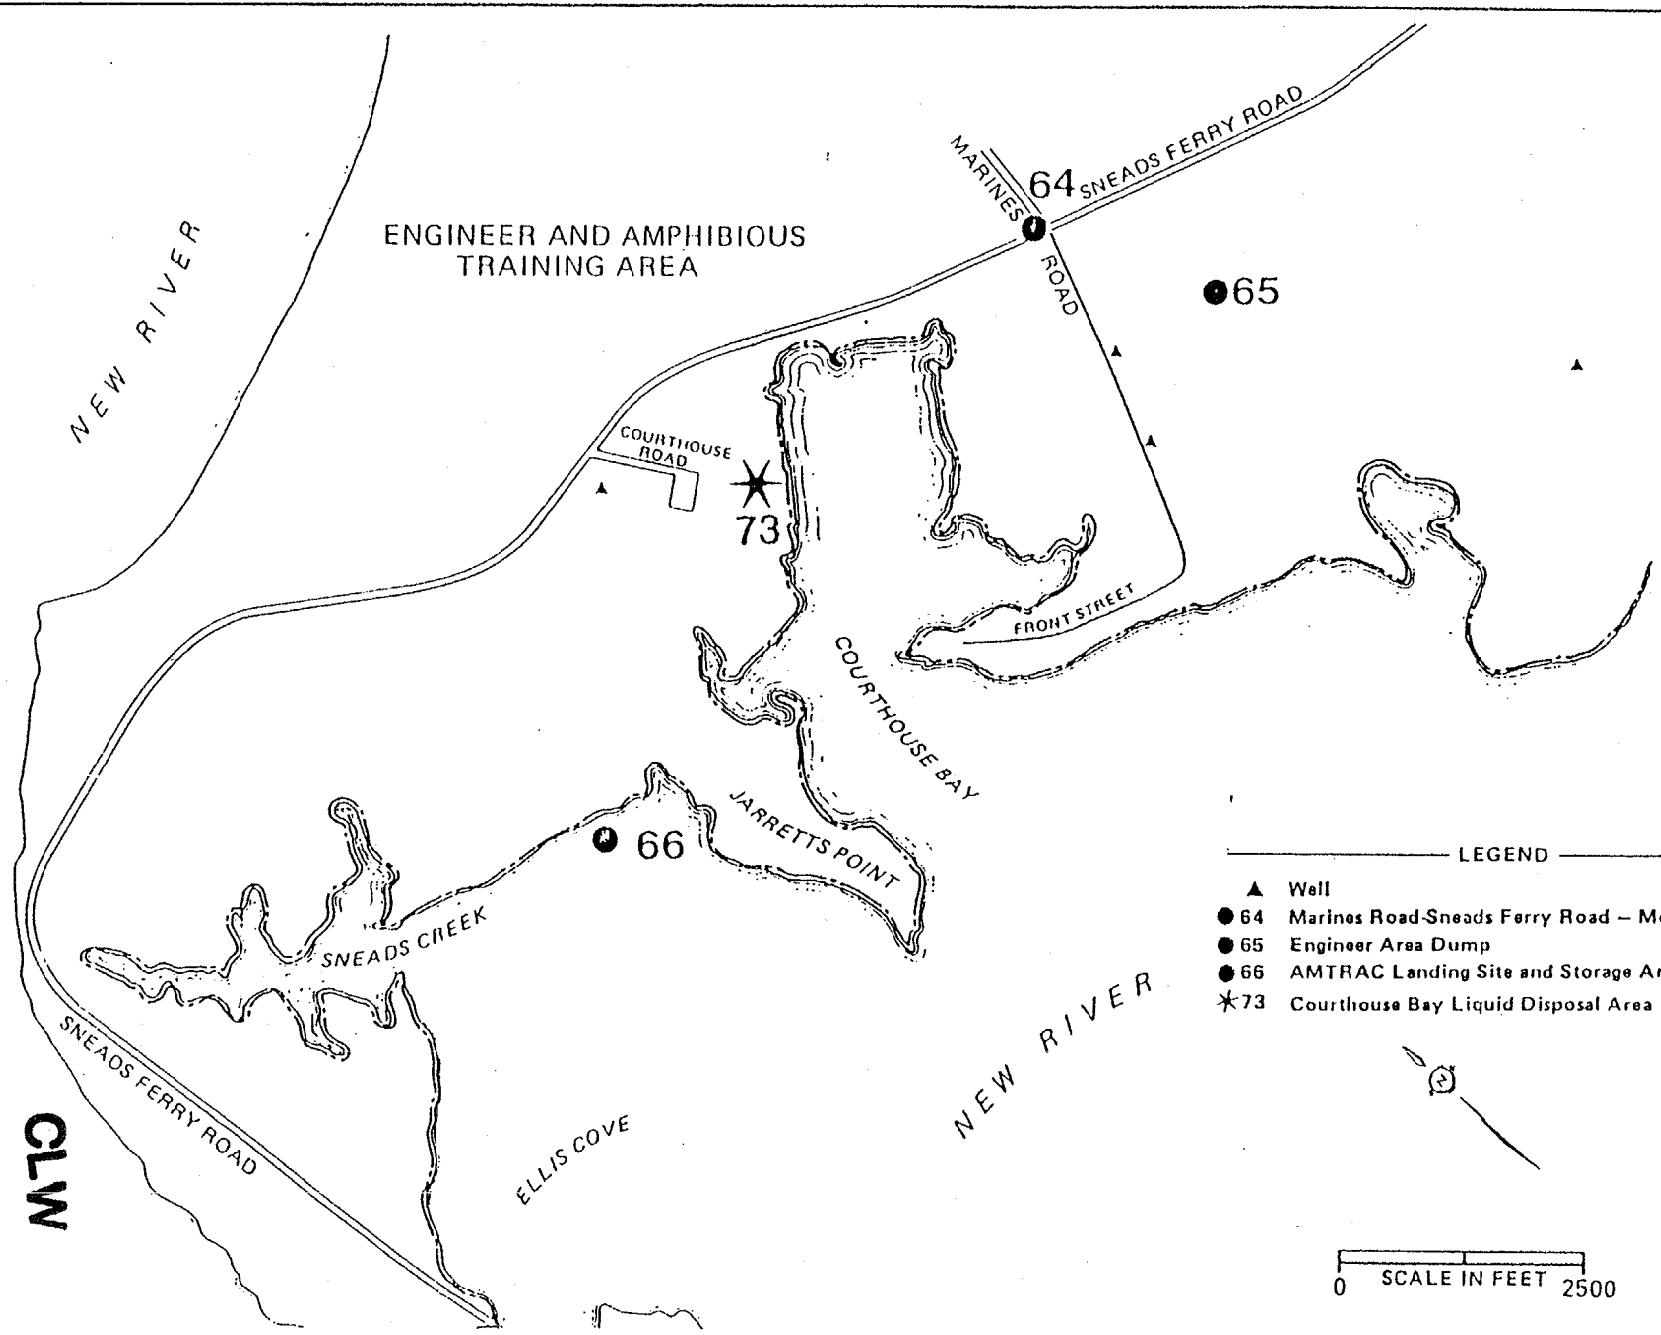 SNEADS FERRY ROAD
MARINES
64
ROAD
NEW RIVER
ENGINEER AND AMPHIBIOUS
TRAINING AREA
65
COURTHOUSE
ROAD
73
FRONT STREET
COURTHOUSE BAY
JARRETTS POINT
66
SNEADS CREEK
LEGEND
Well
64 Marines Road-Sneads Ferry Road –
65 Engineer Area Dump
66 AMTRAC Landing Site and Storage
73 Courthouse Bay Liquid Disposal Area
NEW RIVER
SNEADS FERRY ROAD
ELLIS COVE
CLW
N
SCALE IN FEET
0 2500